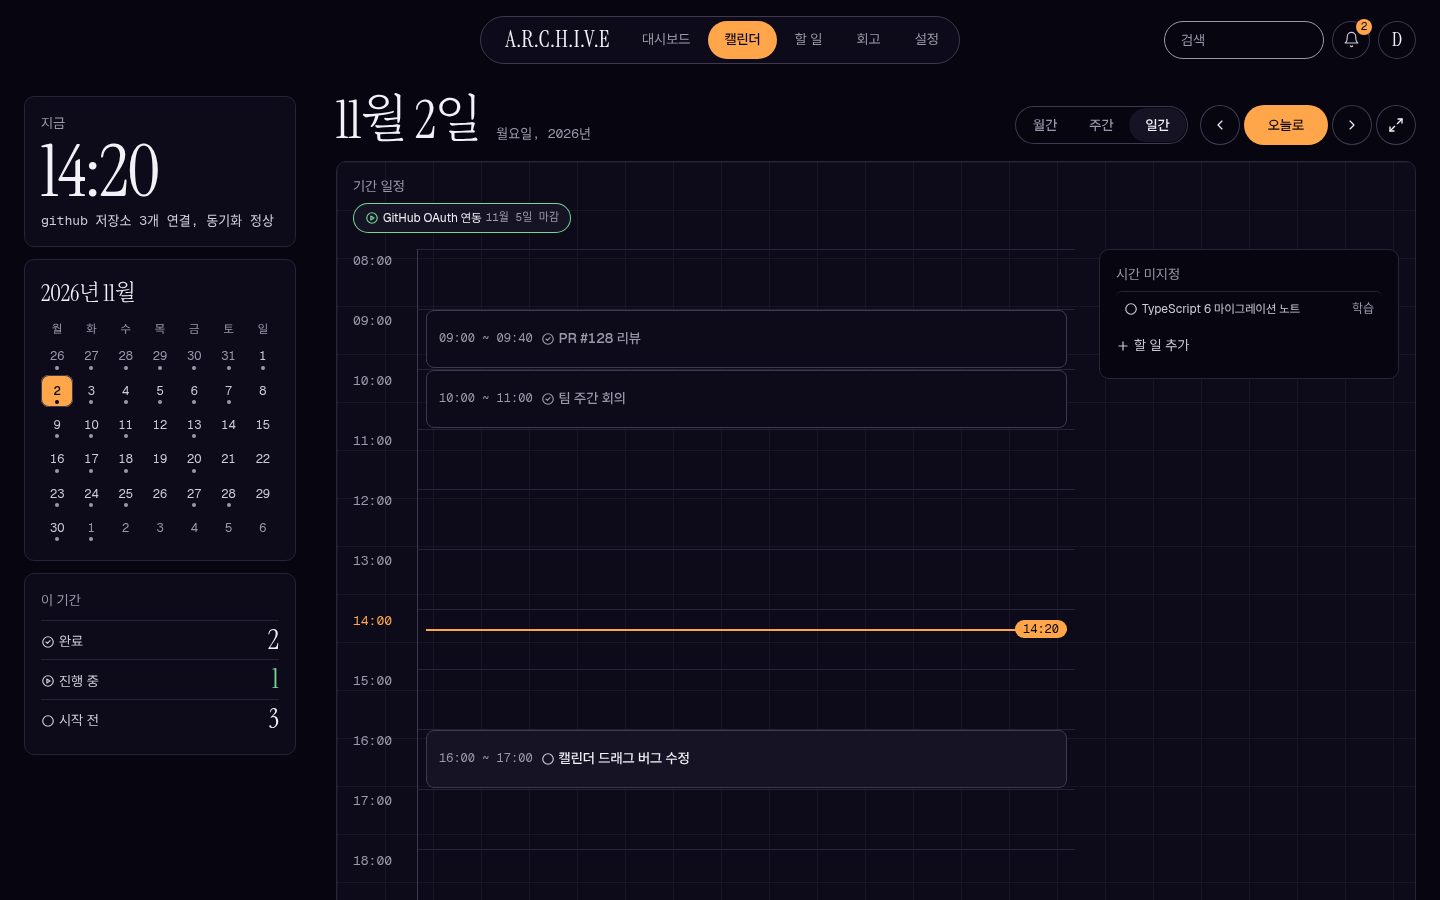 A.R.C.H.I.V.E 대시보드 캘린더 할 일 회고 설정
검색
2
D
지금
14:20
github 저장소 3개 연결, 동기화 정상
2026년 11월
월 화 수 목 금 토 일
26 27 28 29 30 31 1
2 3 4 5 6 7 8
9 10 11 12 13 14 15
16 17 18 19 20 21 22
23 24 25 26 27 28 29
30 1 2 3 4 5 6
이 기간
완료 2
진행 중 1
시작 전 3
11월 2일 월요일, 2026년
월간 주간 일간
오늘로
기간 일정
GitHub OAuth 연동 11월 5일 마감
08:00
09:00
09:00 ~ 09:40 PR #128 리뷰
10:00
10:00 ~ 11:00 팀 주간 회의
11:00
12:00
13:00
14:00
14:20
15:00
16:00
16:00 ~ 17:00 캘린더 드래그 버그 수정
17:00
18:00
시간 미지정
TypeScript 6 마이그레이션 노트 학습
+ 할 일 추가